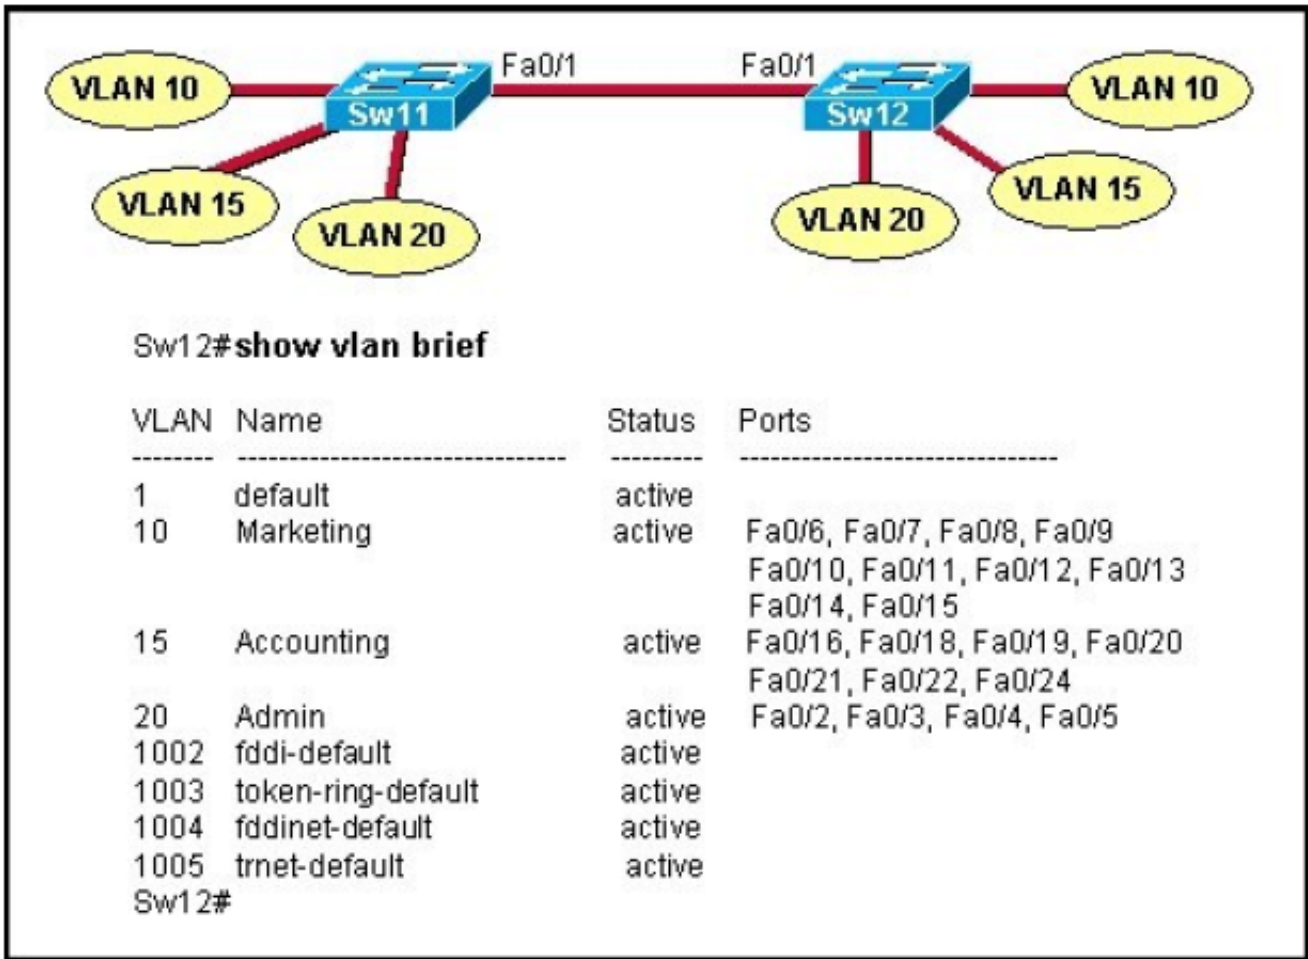 Fa0/1 Fa0/1
VLAN 10 Sw11 Sw12 VLAN 10
VLAN 15 VLAN 20 VLAN 20 VLAN 15
Sw12#show vlan brief
VLAN Name Status Ports
-------- -------------------------------- --------- -------------------------------
1 default active
10 Marketing active Fa0/6, Fa0/7, Fa0/8, Fa0/9
Fa0/10, Fa0/11, Fa0/12, Fa0/13
Fa0/14, Fa0/15
15 Accounting active Fa0/16, Fa0/18, Fa0/19, Fa0/20
Fa0/21, Fa0/22, Fa0/24
20 Admin active Fa0/2, Fa0/3, Fa0/4, Fa0/5
1002 fddi-default active
1003 token-ring-default active
1004 fddinet-default active
1005 trnet-default active
Sw12#